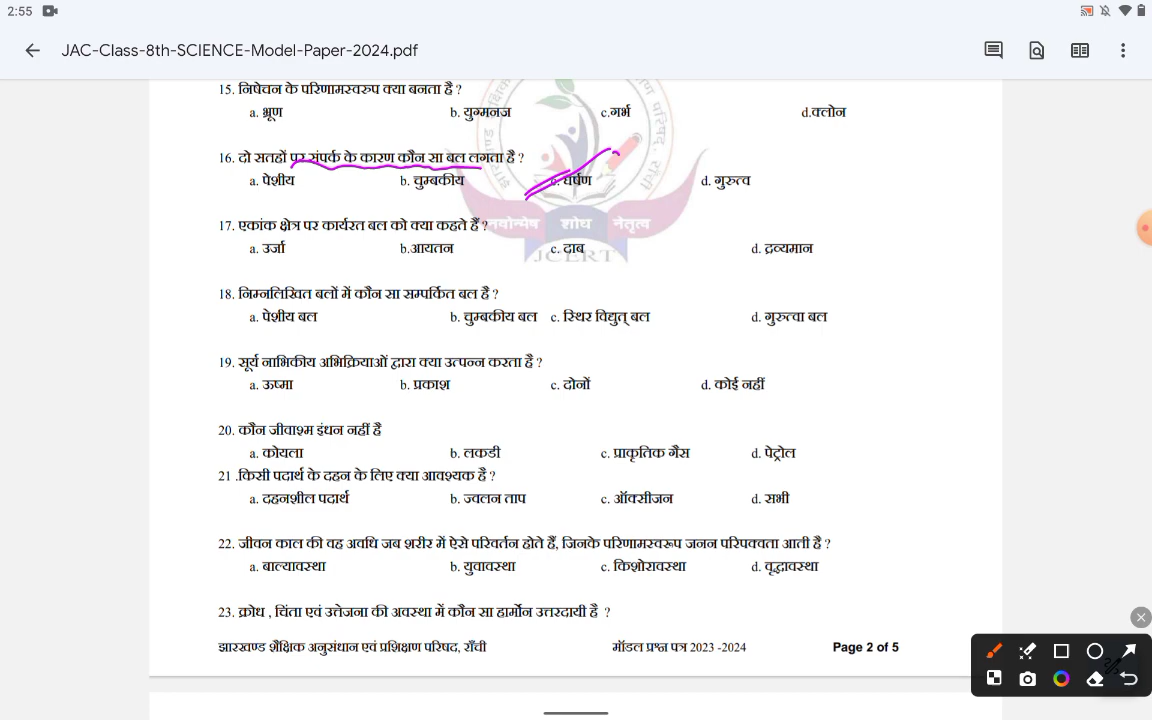 2:55
JAC-Class-8th-SCIENCE-Model-Paper-2024.pdf
15. निषेचन के परिणामस्वरुप क्या बनता है ?
a. भ्रूण b. युग्मनज c.गर्भ d.क्लोन
16. दो सतहों पर संपर्क के कारण कौन सा बल लगता है ?
a. पेशीय b. चुम्बकीय c. घर्षण d. गुरुत्व
17. एकांक क्षेत्र पर कार्यरत बल को क्या कहते हैं ?
a. उर्जा b.आयतन c. दाब d. द्रव्यमान
नवोन्मेष शोध नेतृत्व
JCERT
18. निम्नलिखित बलों में कौन सा सम्पर्कित बल है ?
a. पेशीय बल b. चुम्बकीय बल c. स्थिर विद्युत् बल d. गुरुत्वा बल
19. सूर्य नाभिकीय अभिक्रियाओं द्वारा क्या उत्पन्न करता है ?
a. ऊष्मा b. प्रकाश c. दोनों d. कोई नहीं
20. कौन जीवाश्म इंधन नहीं है
a. कोयला b. लकडी c. प्राकृतिक गैस d. पेट्रोल
21 .किसी पदार्थ के दहन के लिए क्या आवश्यक है ?
a. दहनशील पदार्थ b. ज्वलन ताप c. ऑक्सीजन d. सभी
22. जीवन काल की वह अवधि जब शरीर में ऐसे परिवर्तन होते हैं, जिनके परिणामस्वरूप जनन परिपक्वता आती है ?
a. बाल्यावस्था b. युवावस्था c. किशोरावस्था d. वृद्धावस्था
23. क्रोध , चिंता एवं उत्तेजना की अवस्था में कौन सा हार्मोन उत्तरदायी है ?
झारखण्ड शैक्षिक अनुसंधान एवं प्रशिक्षण परिषद, राँची मॉडल प्रश्न पत्र 2023 -2024 Page 2 of 5